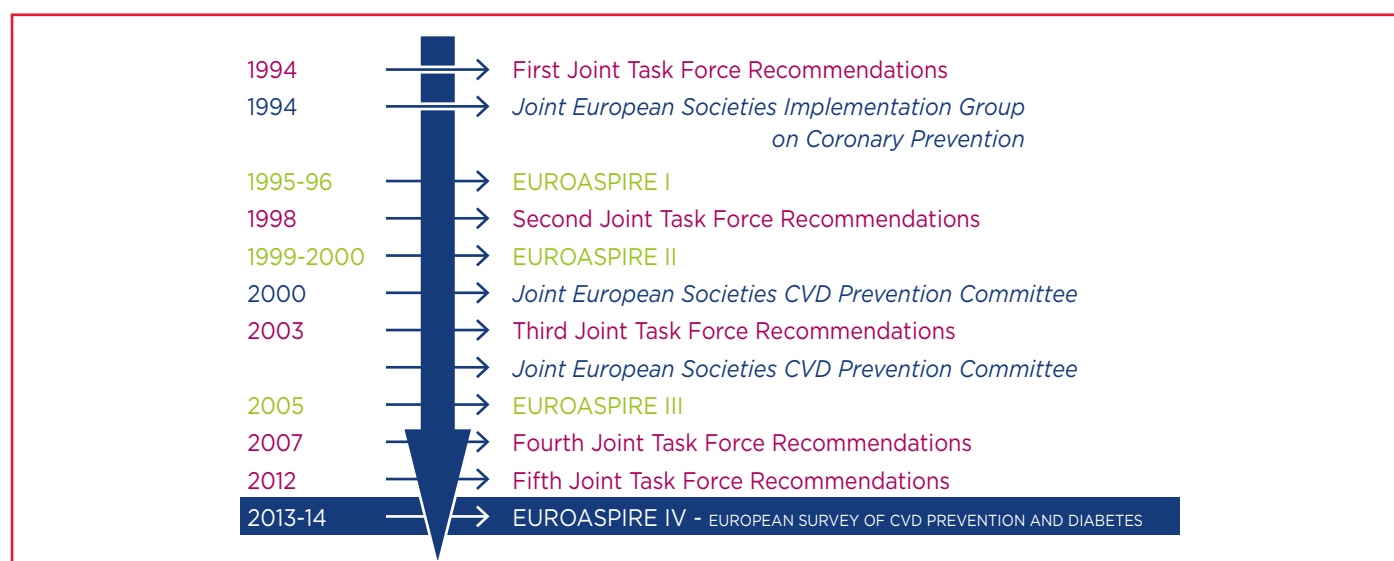 1994 First Joint Task Force Recommendations
1994 Joint European Societies Implementation Group
on Coronary Prevention
1995-96 EUROASPIRE I
1998 Second Joint Task Force Recommendations
1999-2000 EUROASPIRE II
2000 Joint European Societies CVD Prevention Committee
2003 Third Joint Task Force Recommendations
Joint European Societies CVD Prevention Committee
2005 EUROASPIRE III
2007 Fourth Joint Task Force Recommendations
2012 Fifth Joint Task Force Recommendations
2013-14 EUROASPIRE IV - EUROPEAN SURVEY OF CVD PREVENTION AND DIABETES